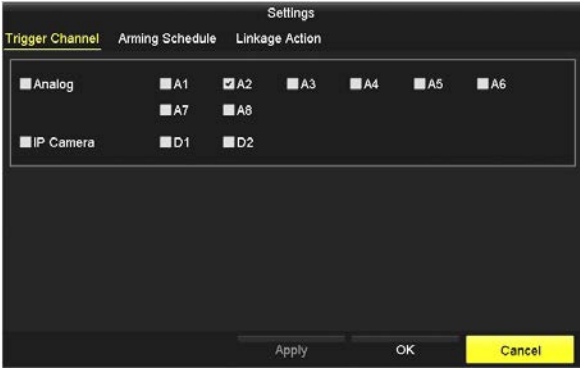 Settings
Trigger Channel Arming Schedule Linkage Action
Analog A1 A2 A3 A4 A5 A6
A7 A8
IP Camera D1 D2
Apply OK Cancel